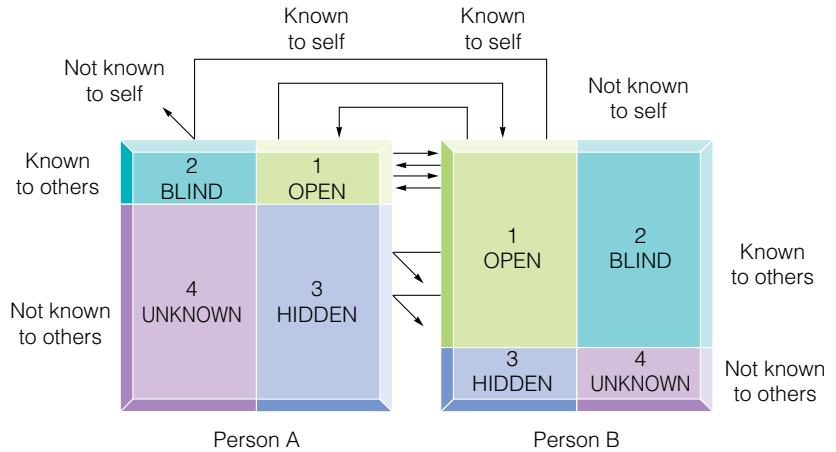 Known
to self
Known
to self
Not known
to self
Not known
to self
Known
to others
2
BLIND
1
OPEN
1
OPEN
2
BLIND
Known
to others
Not known
to others
4
UNKNOWN
3
HIDDEN
3
HIDDEN
4
UNKNOWN
Not known
to others
Person A
Person B